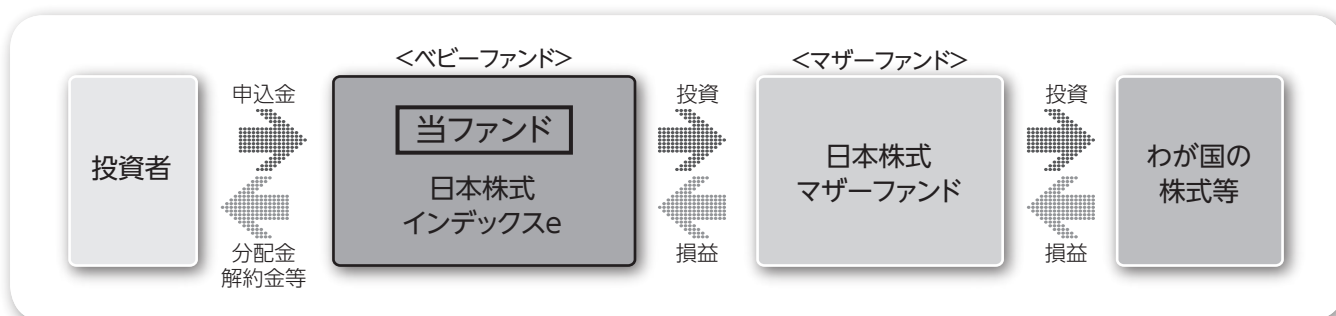 投資者
申込金
分配金
解約金等
<ベビーファンド>
当ファンド
日本株式
インデックスe
投資
損益
<マザーファンド>
日本株式
マザーファンド
投資
損益
わが国の
株式等